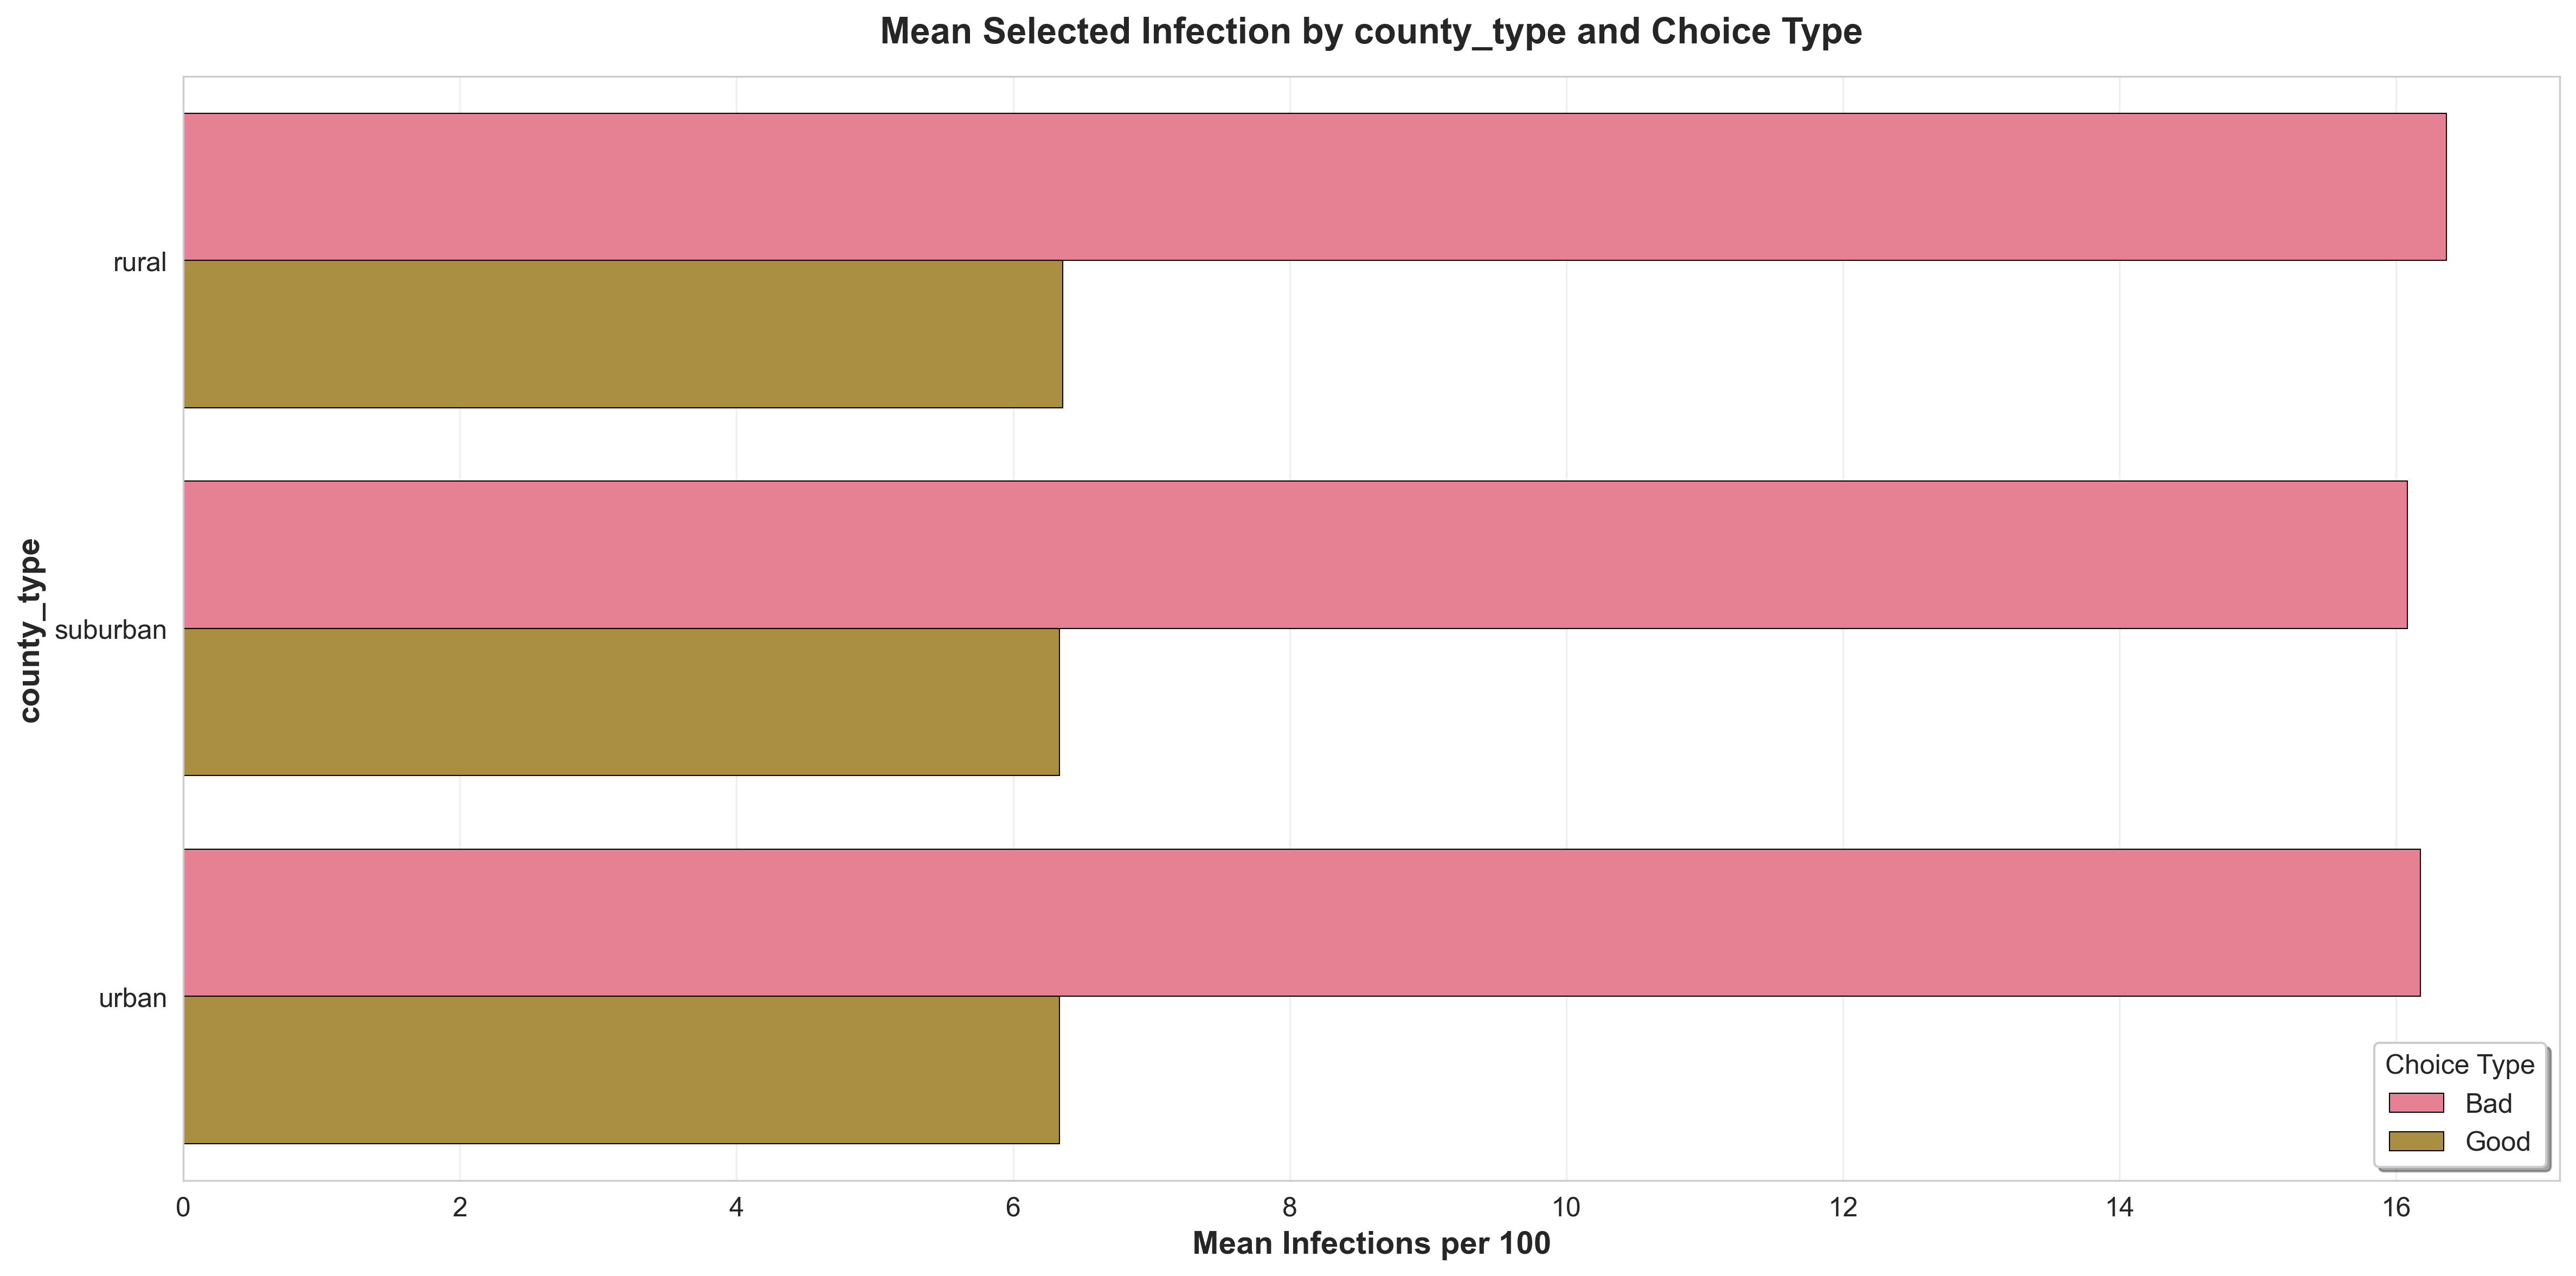 Mean Selected Infection by county_type and Choice Type
county_type
rural
suburban
urban
Choice Type
Bad
Good
0 2 4 6 8 10 12 14 16
Mean Infections per 100